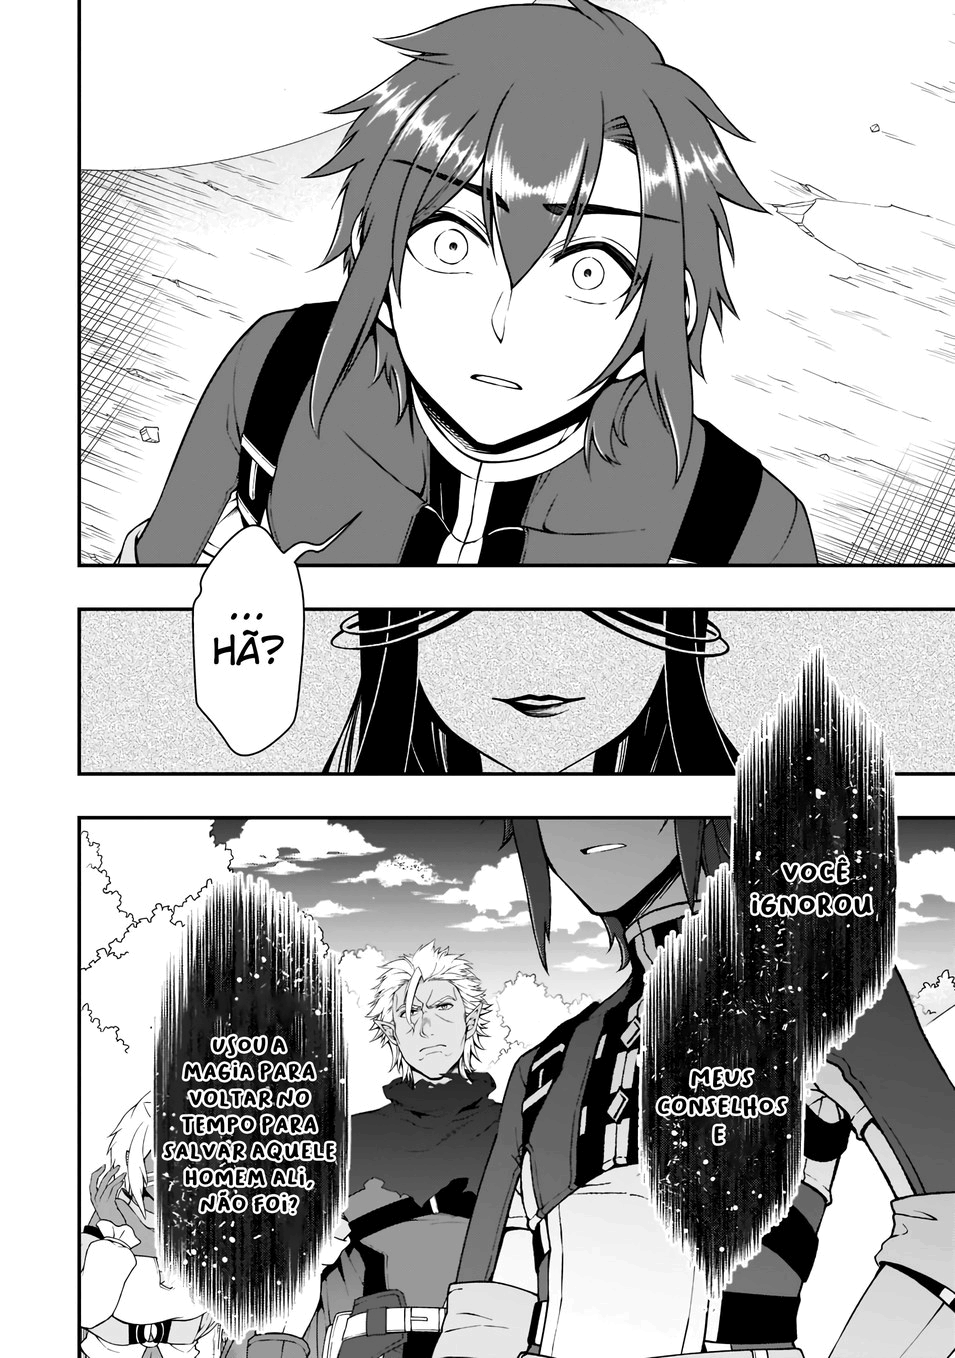 ...
HÃ?
VOCÊ
IGNOROU
MEUS
CONSELHOS
E
USOU A
MAGIA PARA
VOLTAR NO
TEMPO PARA
SALVAR AQUELE
HOMEM ALI,
NÃO FOI?